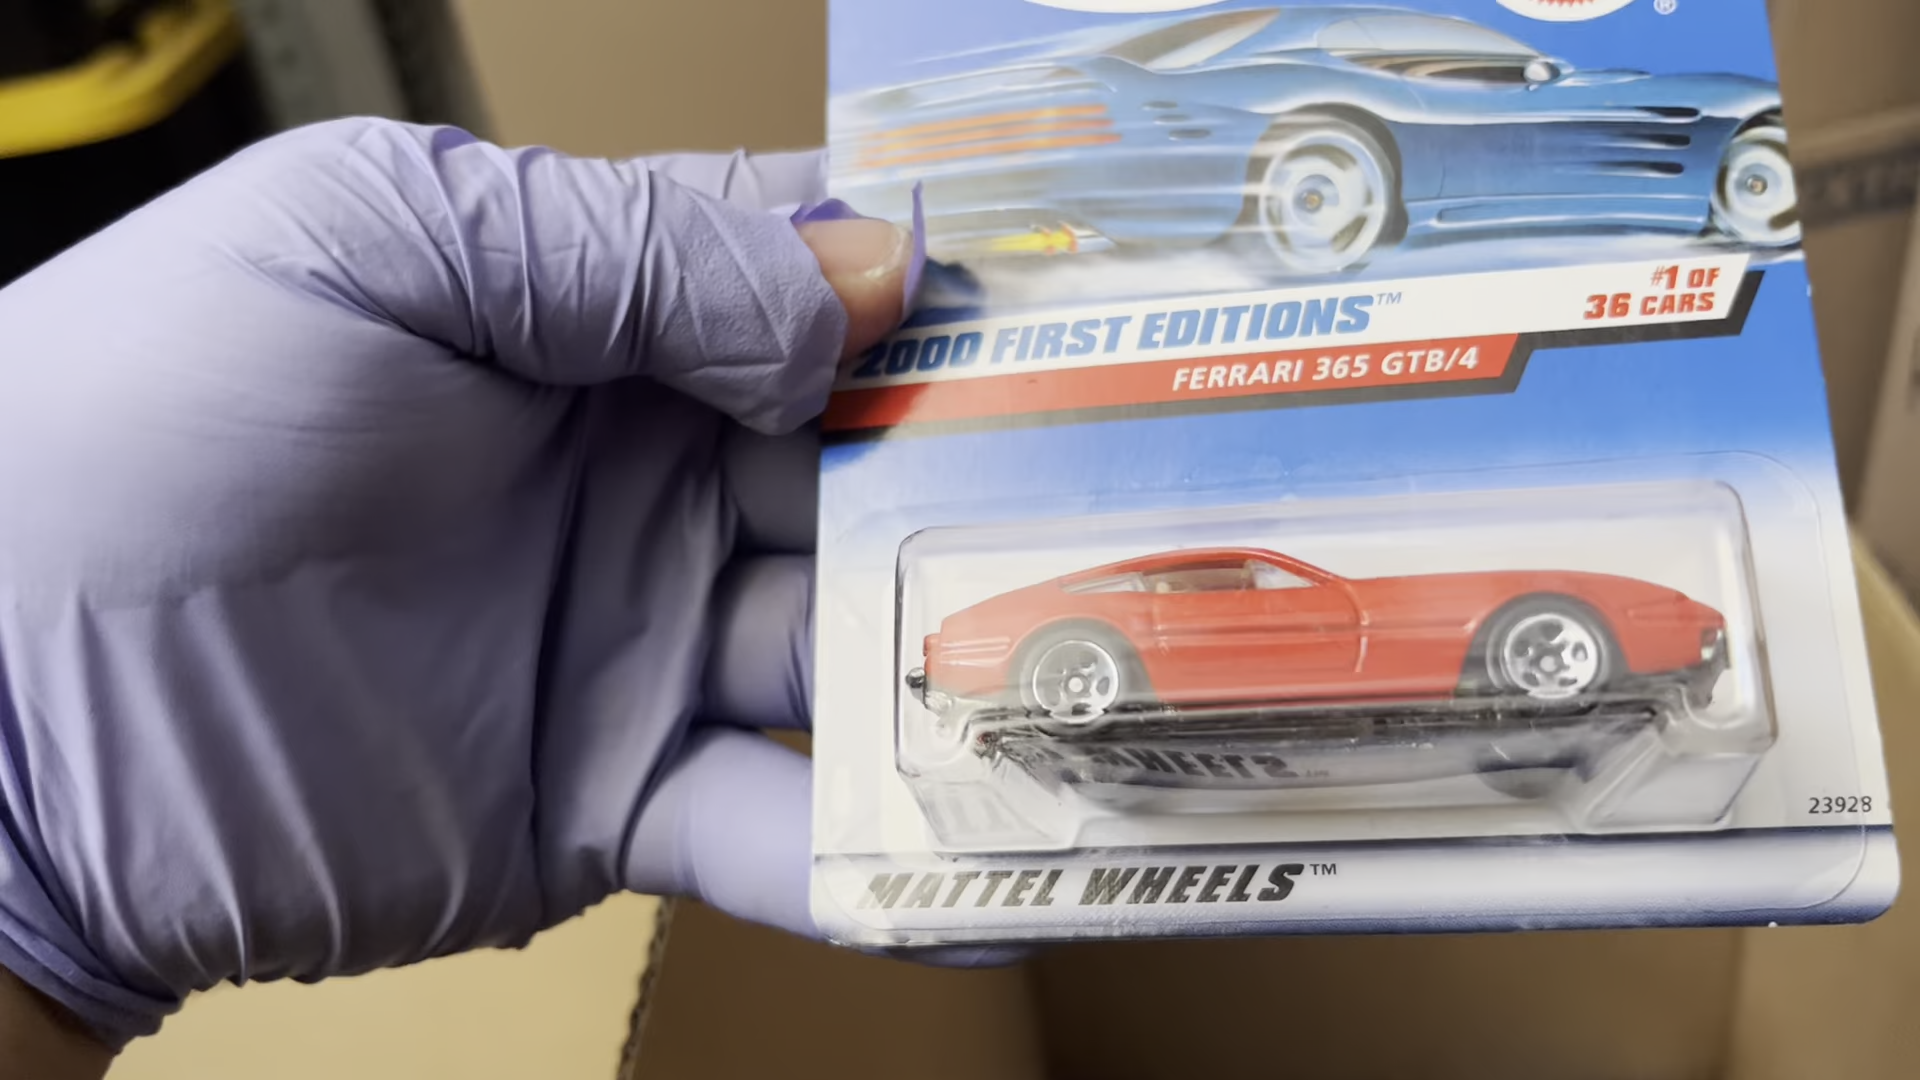 ®
#1 OF
36 CARS
2000 FIRST EDITIONS™
FERRARI 365 GTB/4
23928
MATTEL WHEELS™